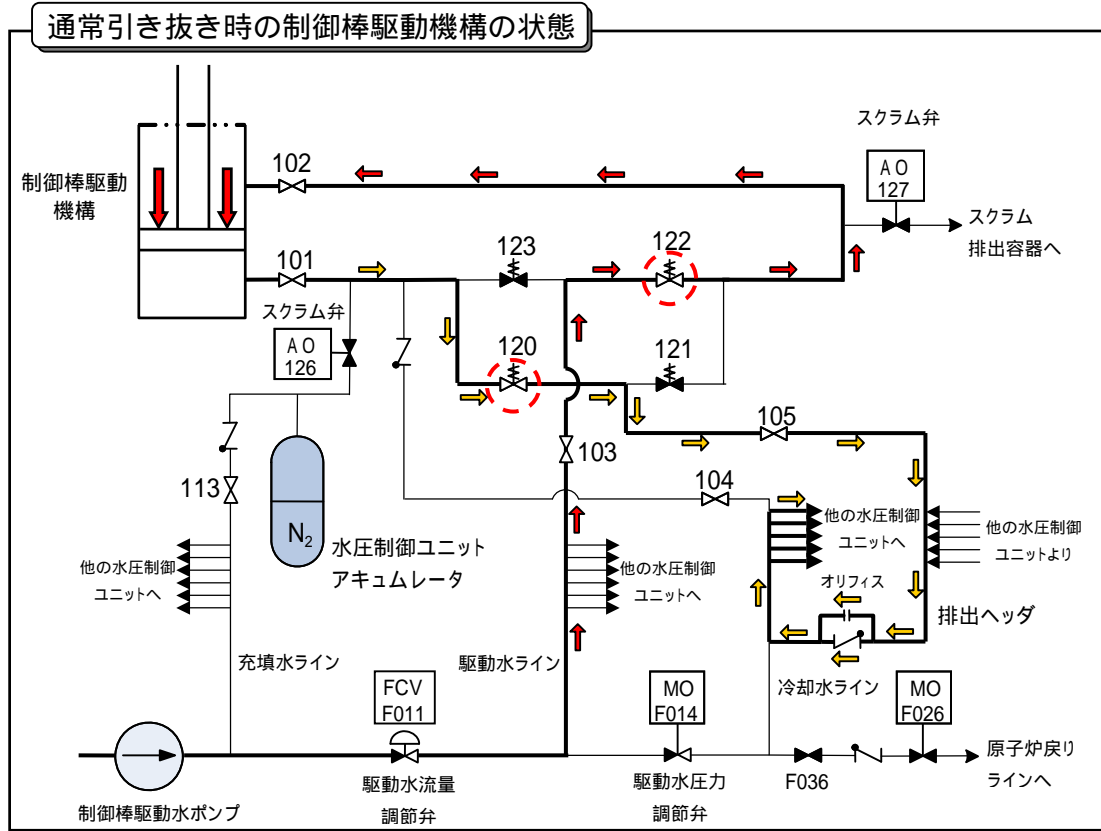 通常引き抜き時の制御棒駆動機構の状態
スクラム弁
AO
127
スクラム
排出容器へ
制御棒駆動
機構
102
101
123
122
スクラム弁
AO
126
120
121
105
103
104
113
N2
水圧制御ユニット
アキュムレータ
他の水圧制御
ユニットへ
他の水圧制御
ユニットへ
他の水圧制御
ユニットへ
他の水圧制御
ユニットより
オリフィス
排出ヘッダ
充填水ライン
駆動水ライン
冷却水ライン
FCV
F011
MO
F014
MO
F026
制御棒駆動水ポンプ
駆動水流量
調節弁
駆動水圧力
調節弁
F036
原子炉戻り
ラインへ